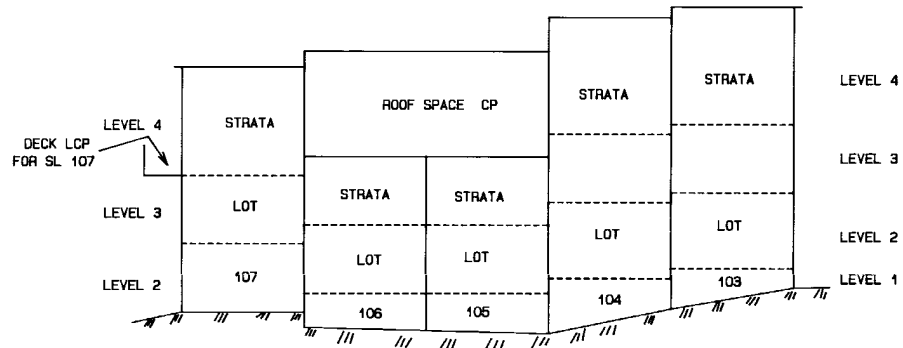 STRATA
STRATA
LEVEL 4
ROOF SPACE CP
LEVEL 4
STRATA
DECK LCP
FOR SL 107
LEVEL 3
STRATA
STRATA
LEVEL 3
LOT
LOT
LOT
LOT
LOT
LEVEL 2
LEVEL 2
107
106
105
104
103
LEVEL 1